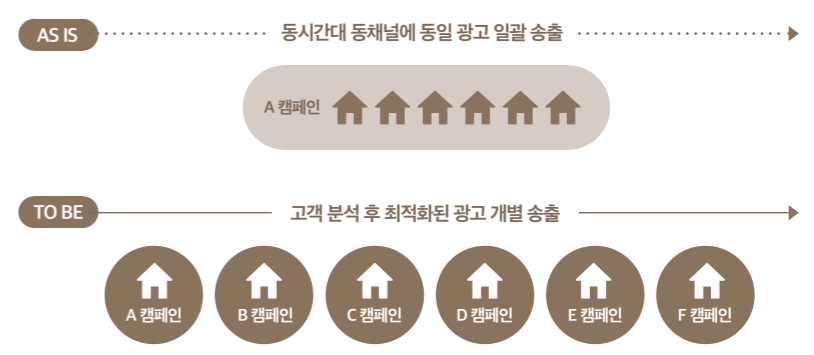 AS IS
동시간대 동채널에 동일 광고 일괄 송출
A 캠페인
TO BE
고객 분석 후 최적화된 광고 개별 송출
A 캠페인
B 캠페인
C 캠페인
D 캠페인
E 캠페인
F 캠페인